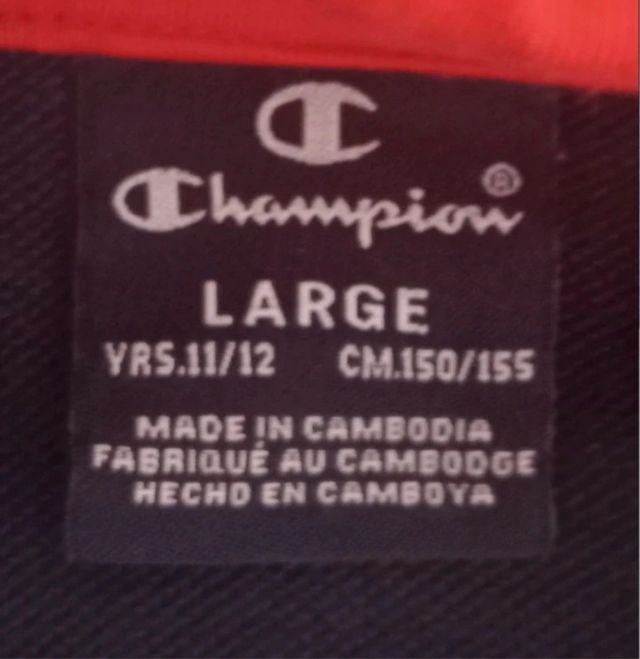 C
Champion®
LARGE
YRS.11/12 CM.150/155
MADE IN CAMBODIA
FABRIQUÉ AU CAMBODGE
HECHO EN CAMBOYA